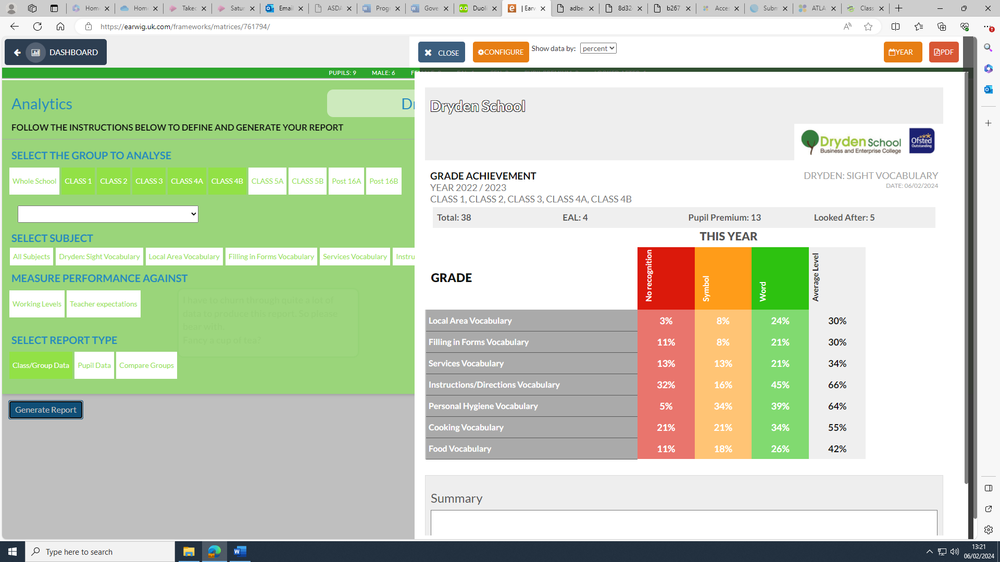 Home
Home
Takec
Satur
Email
ASDA
Progr
Gove
Duoli
| Earw
adbe
8d32
b267
Acces
Subm
ATLA
Class
https://earwig.uk.com/frameworks/matrices/761794/
DASHBOARD
CLOSE
CONFIGURE
Show data by: percent
YEAR
PDF
PUPILS: 9 MALE: 6
Analytics
FOLLOW THE INSTRUCTIONS BELOW TO DEFINE AND GENERATE YOUR REPORT
SELECT THE GROUP TO ANALYSE
Whole School CLASS 1 CLASS 2 CLASS 3 CLASS 4A CLASS 4B CLASS 5A CLASS 5B Post 16A Post 16B
SELECT SUBJECT
All Subjects Dryden: Sight Vocabulary Local Area Vocabulary Filling in Forms Vocabulary Services Vocabulary Instru
MEASURE PERFORMANCE AGAINST
Working Levels Teacher expectations
I have to churn through quite a lot of
data to produce this report. So please
bear with.
Fancy a cup of tea?
SELECT REPORT TYPE
Class/Group Data Pupil Data Compare Groups
Generate Report
Dryden School
Dryden School
Business and Enterprise College
Ofsted
Outstanding
GRADE ACHIEVEMENT
YEAR 2022 / 2023
CLASS 1, CLASS 2, CLASS 3, CLASS 4A, CLASS 4B
DRYDEN: SIGHT VOCABULARY
DATE: 06/02/2024
Total: 38 EAL: 4 Pupil Premium: 13 Looked After: 5
THIS YEAR
GRADE No recognition Symbol Word Average Level
Local Area Vocabulary 3% 8% 24% 30%
Filling in Forms Vocabulary 11% 8% 21% 30%
Services Vocabulary 13% 13% 21% 34%
Instructions/Directions Vocabulary 32% 16% 45% 66%
Personal Hygiene Vocabulary 5% 34% 39% 64%
Cooking Vocabulary 21% 21% 34% 55%
Food Vocabulary 11% 18% 26% 42%
Summary
Type here to search
13:21
06/02/2024